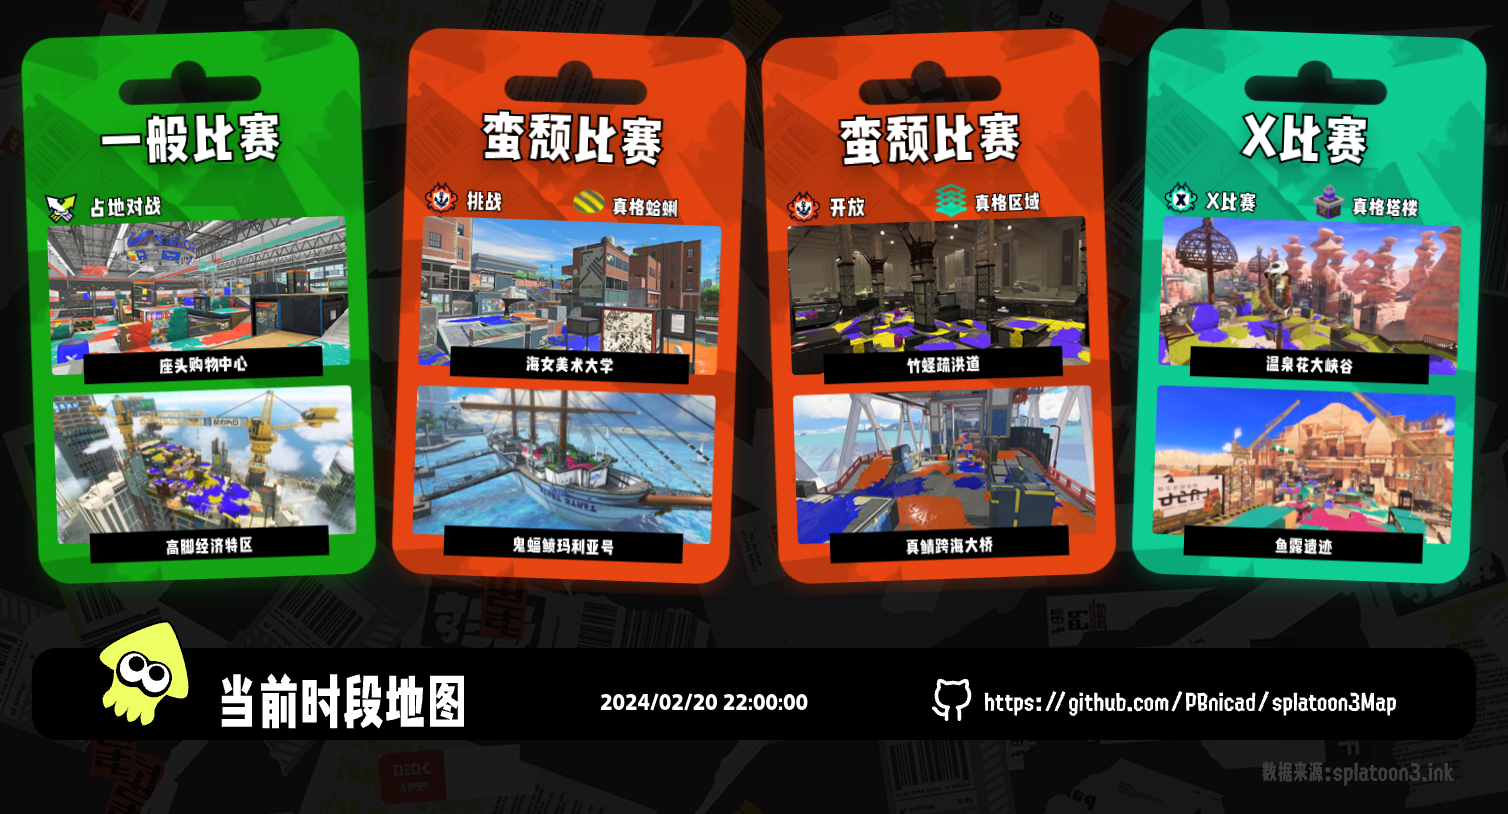 一般比赛
占地对战
座头购物中心
高脚经济特区
蛮颓比赛
挑战
真格蛤蜊
海女美术大学
鬼蝠鲼玛利亚号
蛮颓比赛
开放
真格区域
竹蛏疏洪道
真鲭跨海大桥
X比赛
X比赛
真格塔楼
温泉花大峡谷
鱼露遗迹
当前时段地图
2024/02/20 22:00:00
https://github.com/PBnicad/splatoon3Map
数据来源:splatoon3.ink